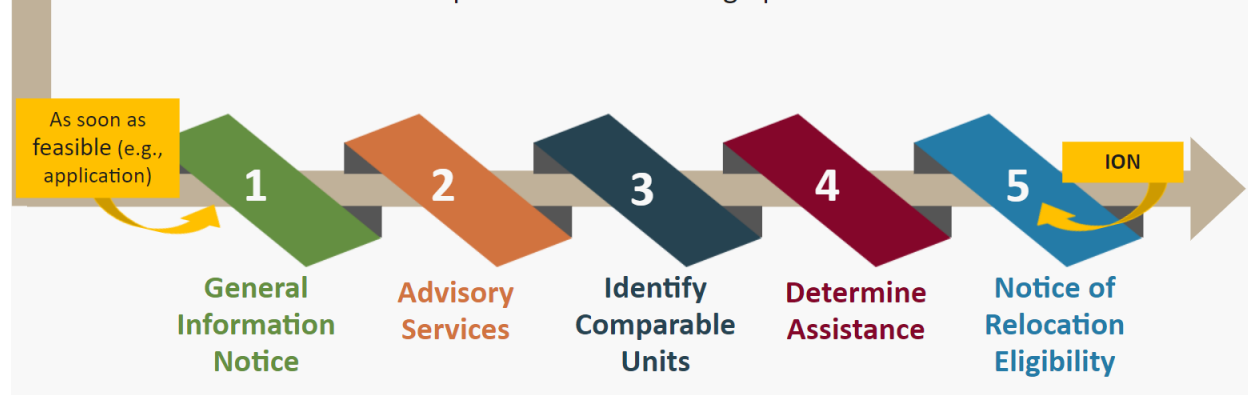 As soon as
feasible (e.g.,
application)
ION
1
2
3
4
5
General
Information
Notice
Advisory
Services
Identify
Comparable
Units
Determine
Assistance
Notice of
Relocation
Eligibility